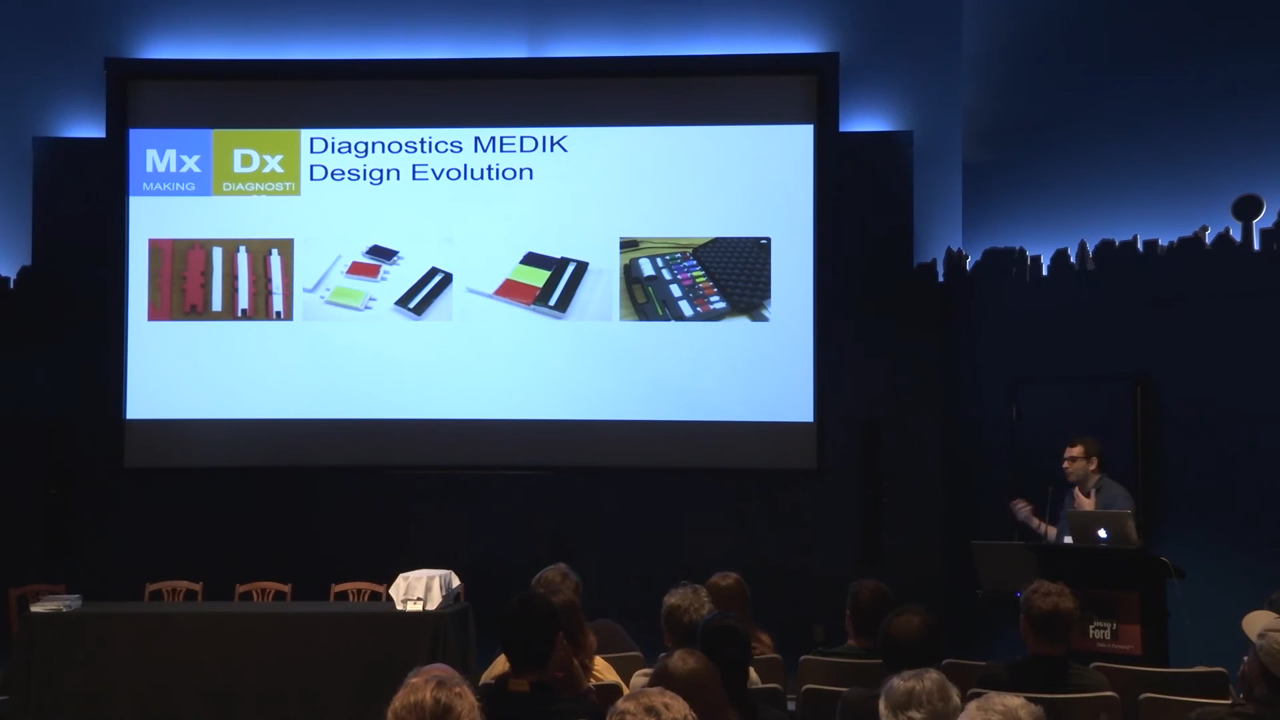 Mx
MAKING
Dx
DIAGNOSTI
Diagnostics MEDIK
Design Evolution
Ford